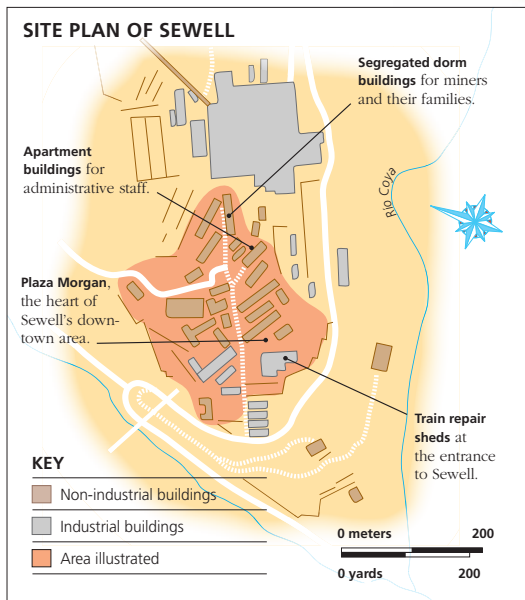 SITE PLAN OF SEWELL
Segregated dorm
buildings for miners
and their families.
Apartment
buildings for
administrative staff.
Rio Coya
Plaza Morgan,
the heart of
Sewell's down-
town area.
Train repair
sheds at
the entrance
to Sewell.
KEY
Non-industrial buildings
Industrial buildings
Area illustrated
0 meters 200
0 yards 200